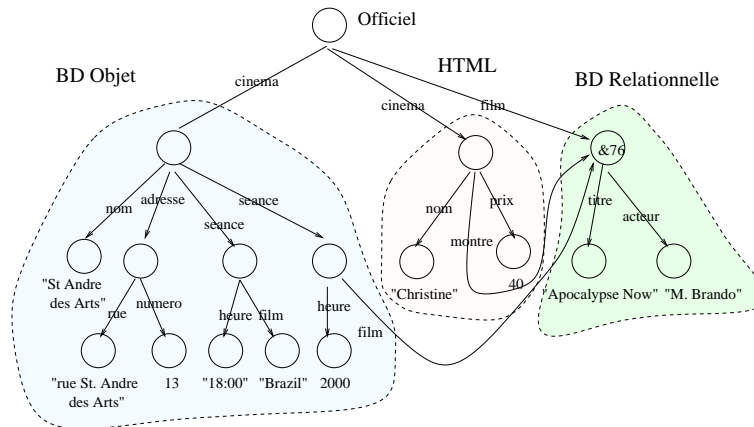 Officiel
BD Objet
HTML
BD Relationnelle
cinema
cinema
film
&76
nom
adresse
seance
seance
nom
montre
prix
titre
acteur
"St Andre
des Arts"
"Christine"
40
"Apocalypse Now"
"M. Brando"
rue
numero
heure
film
heure
film
"rue St. Andre
des Arts"
13
"18:00"
"Brazil"
2000